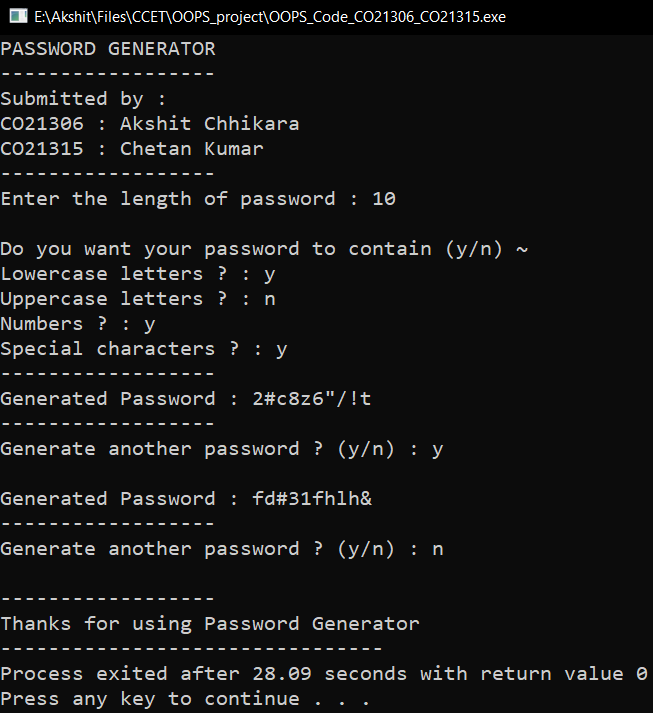 E:\Akshit\Files\CCET\OOPS_project\OOPS_Code_CO21306_CO21315.exe
PASSWORD GENERATOR
------------------
Submitted by :
CO21306 : Akshit Chhikara
CO21315 : Chetan Kumar
------------------
Enter the length of password : 10
Do you want your password to contain (y/n) ~
Lowercase letters ? : y
Uppercase letters ? : n
Numbers ? : y
Special characters ? : y
------------------
Generated Password : 2#c8z6"/!t
------------------
Generate another password ? (y/n) : y
Generated Password : fd#31fhlh&
------------------
Generate another password ? (y/n) : n
------------------
Thanks for using Password Generator
--------------------------------
Process exited after 28.09 seconds with return value 0
Press any key to continue . . .